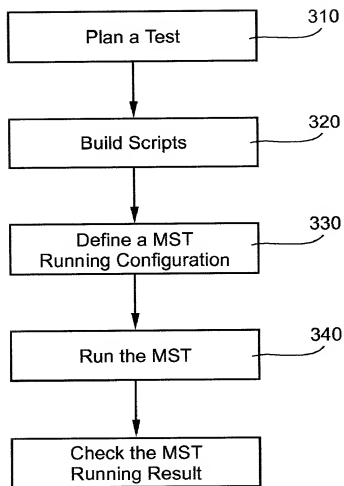 310
Plan a Test
320
Build Scripts
330
Define a MST
Running Configuration
340
Run the MST
Check the MST
Running Result